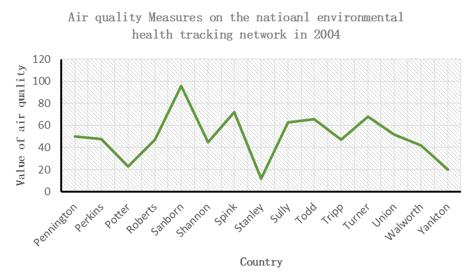 Air quality Measures on the natioanl environmental
health tracking network in 2004
Value of air quality
120
100
80
60
40
20
0
Pennington
Perkins
Potter
Roberts
Sanborn
Shannon
Spink
Stanley
Sully
Todd
Tripp
Turner
Union
Walworth
Yankton
Country